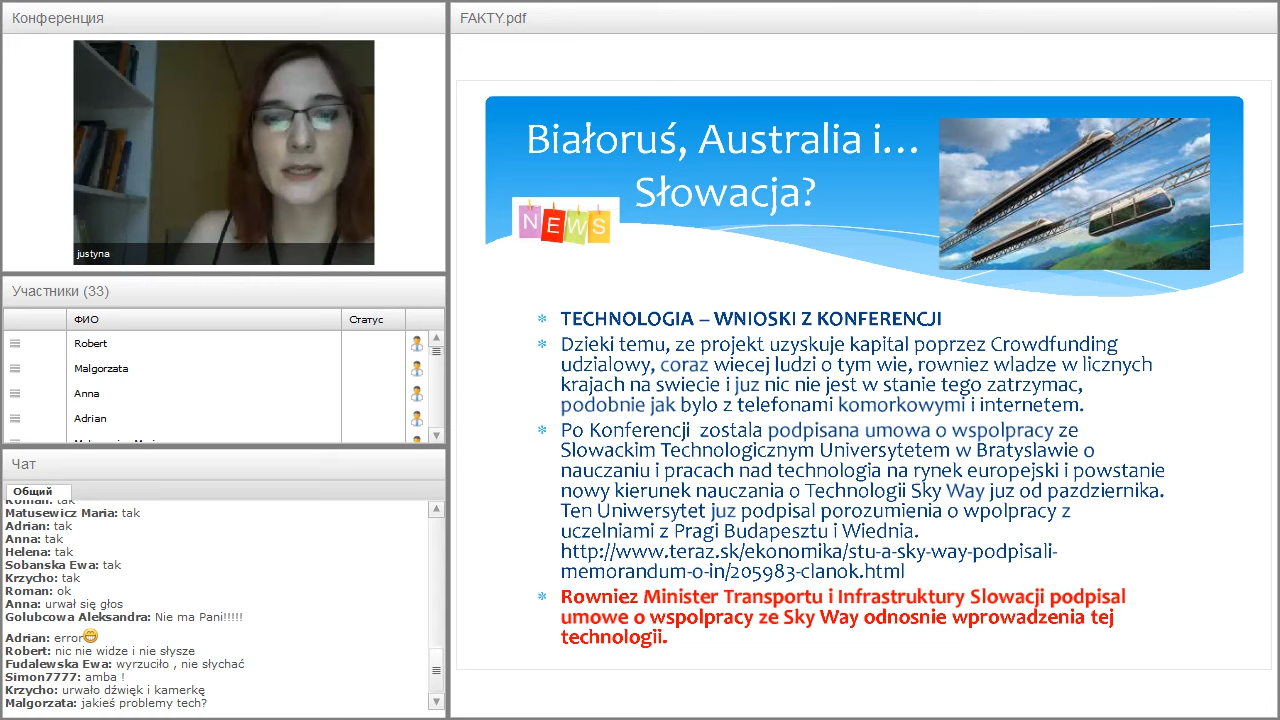 Конференция
justyna
Участники (33)
ФИО
Статус
Robert
Malgorzata
Anna
Adrian
Чат
Общий
Roman: tak
Matusewicz Maria: tak
Adrian: tak
Anna: tak
Helena: tak
Sobanska Ewa: tak
Krzycho: tak
Roman: ok
Anna: urwał się głos
Golubcowa Aleksandra: Nie ma Pani!!!!!
Adrian: error
Robert: nic nie widze i nie słysze
Fudalewska Ewa: wyrzuciło , nie słychać
Simon7777: amba !
Krzycho: urwało dźwięk i kamerkę
Malgorzata: jakieś problemy tech?
FAKTY.pdf
Białoruś, Australia i...
Słowacja?
NEWS
TECHNOLOGIA – WNIOSKI Z KONFERENCJI
Dzieki temu, ze projekt uzyskuje kapital poprzez Crowdfunding
udzialowy, coraz wiecej ludzi o tym wie, rowniez wladze w licznych
krajach na swiecie i juz nic nie jest w stanie tego zatrzymac,
podobnie jak bylo z telefonami komorkowymi i internetem.
Po Konferencji zostala podpisana umowa o wspolpracy ze
Slowackim Technologicznym Universytetem w Bratyslawie o
nauczaniu i pracach nad technologia na rynek europejski i powstanie
nowy kierunek nauczania o Technologii Sky Way juz od pazdziernika.
Ten Uniwersytet juz podpisal porozumienia o wpolpracy z
uczelniami z Pragi Budapesztu i Wiednia.
http://www.teraz.sk/ekonomika/stu-a-sky-way-podpisali-
memorandum-o-in/205983-clanok.html
Rowniez Minister Transportu i Infrastruktury Slowacji podpisal
umowe o wspolpracy ze Sky Way odnosnie wprowadzenia tej
technologii.